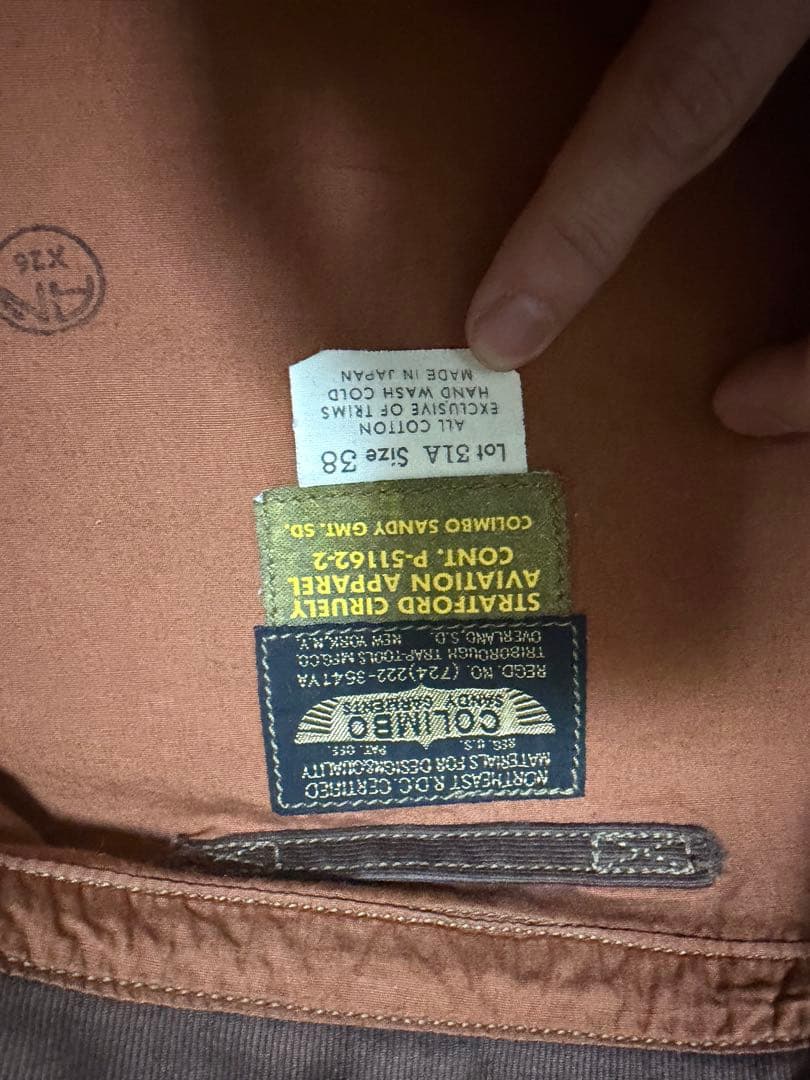 NORTHEAST R.D.C. CERTIFIED
MATERIALS FOR DESIGN&QUALITY
REG. U.S. PAT. OFF.
COLIMBO
SANDY GARMENTS
REGD. NO. (724)222-3541YA
TRIBOROUGH TRAP-TOOLS MFG.CO.
OVERLAND, S.D. NEW YORK, N.Y.
STRATFORD CIRUELY
AVIATION APPAREL
CONT. P-51162-2
COLIMBO SANDY GMT. SD.
Lot 31A Size 38
ALL COTTON
EXCLUSIVE OF TRIMS
HAND WASH COLD
MADE IN JAPAN
AN
X26